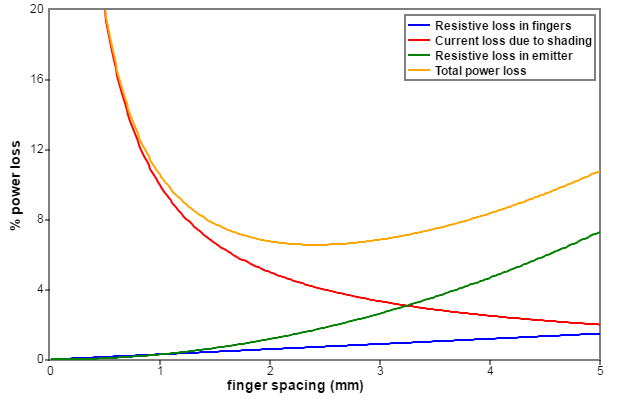 20
Resistive loss in fingers
Current loss due to shading
Resistive loss in emitter
Total power loss
16
12
% power loss
8
4
0
0 1 2 3 4 5
finger spacing (mm)